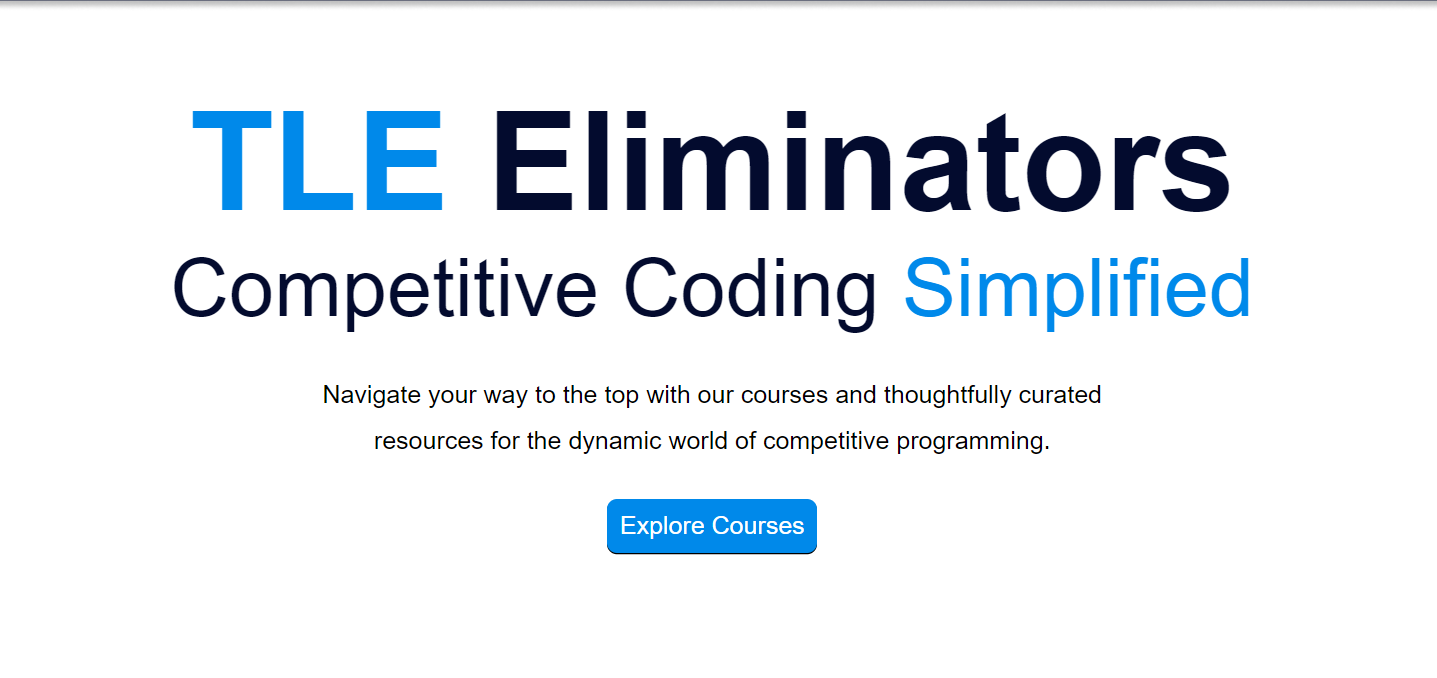 TLE Eliminators
Competitive Coding Simplified
Navigate your way to the top with our courses and thoughtfully curated
resources for the dynamic world of competitive programming.
Explore Courses